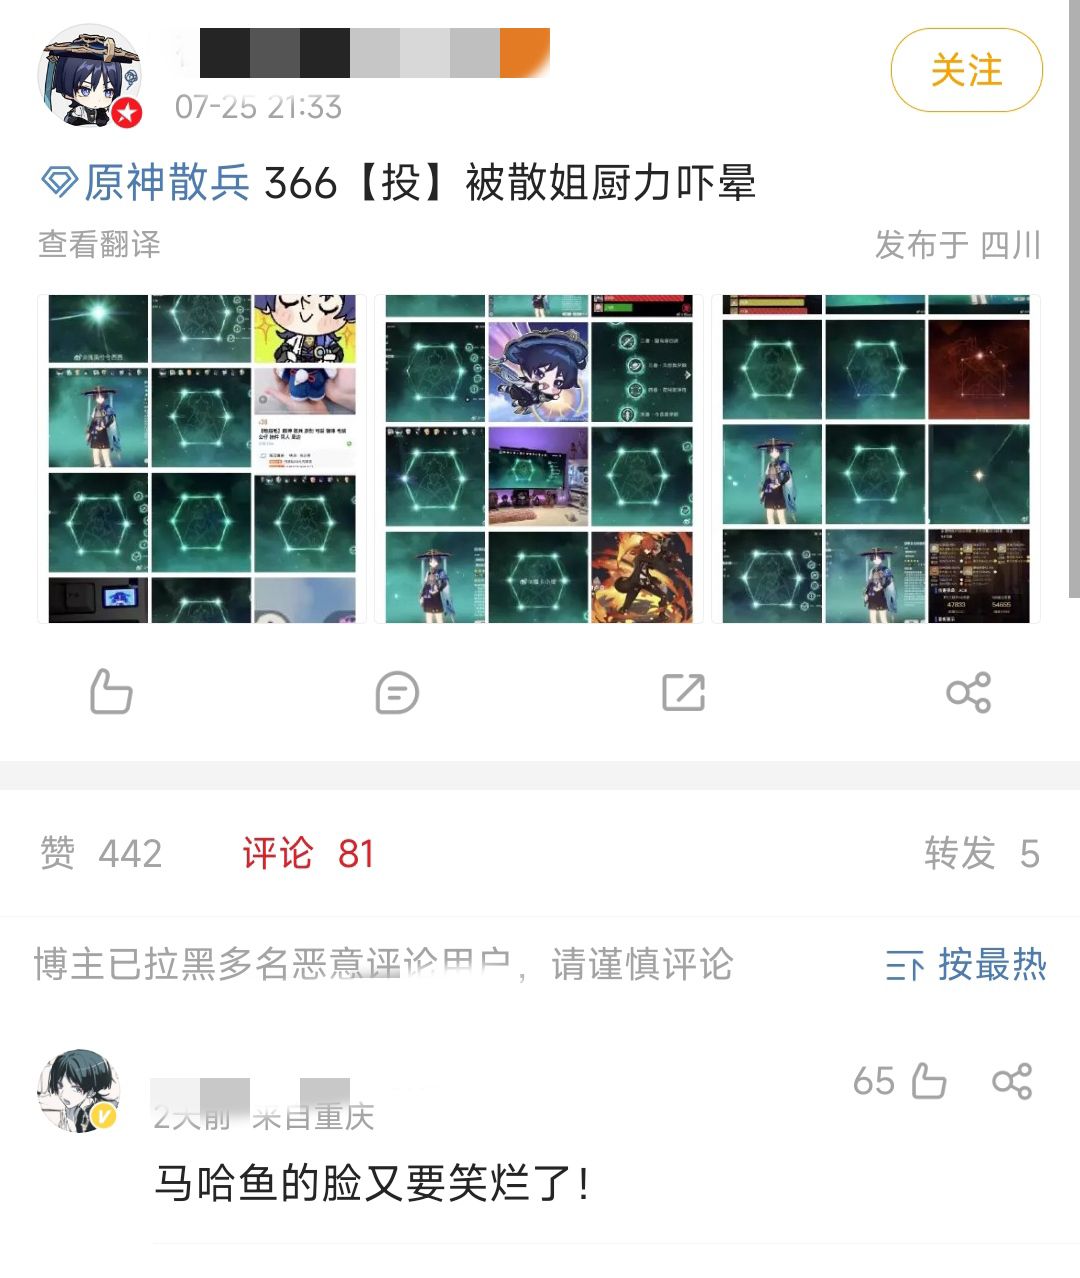 07-25 21:33
关注
原神散兵 366【投】被散姐厨力吓晕
查看翻译
发布于 四川
47833
54655
赞 442
评论 81
转发 5
博主已拉黑多名恶意评论用户，请谨慎评论
按最热
2天前 来自重庆
65
马哈鱼的脸又要笑烂了！